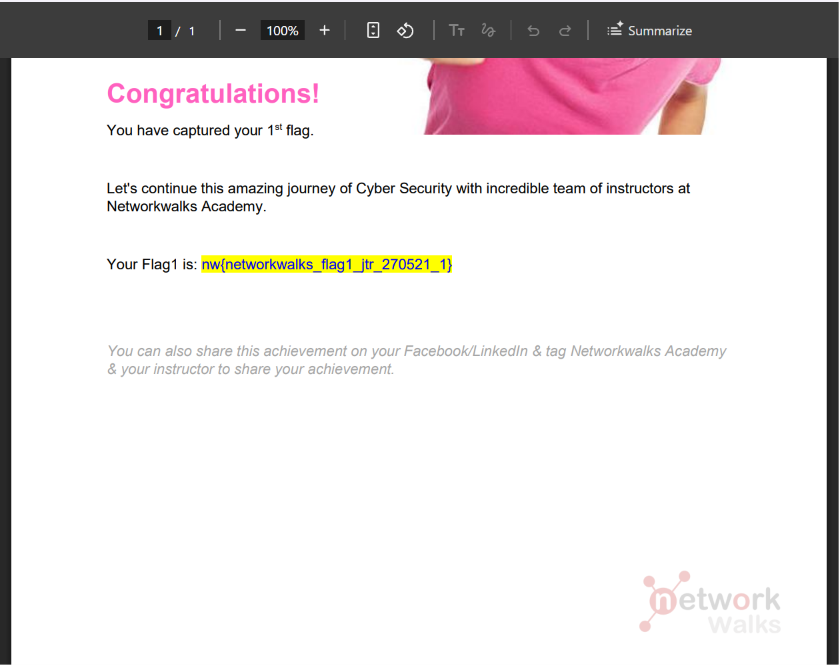 1 / 1 100% Summarize
Congratulations!
You have captured your 1st flag.
Let's continue this amazing journey of Cyber Security with incredible team of instructors at
Networkwalks Academy.
Your Flag1 is: nw{networkwalks_flag1_jtr_270521_1}
You can also share this achievement on your Facebook/LinkedIn & tag Networkwalks Academy
& your instructor to share your achievement.
network
Walks